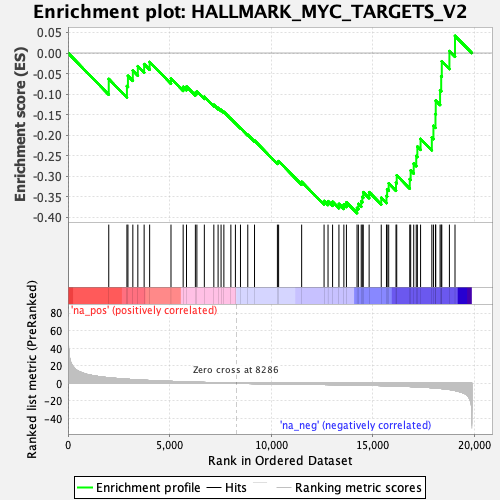 Enrichment plot: HALLMARK_MYC_TARGETS_V2
Enrichment score (ES)
0.05
0.00
-0.05
-0.10
-0.15
-0.20
-0.25
-0.30
-0.35
-0.40
'na_pos' (positively correlated)
Ranked list metric (PreRanked)
80
60
40
20
0
-20
-40
Zero cross at 8286
'na_neg' (negatively correlated)
0
5,000
10,000
15,000
20,000
Rank in Ordered Dataset
Enrichment profile
Hits
Ranking metric scores